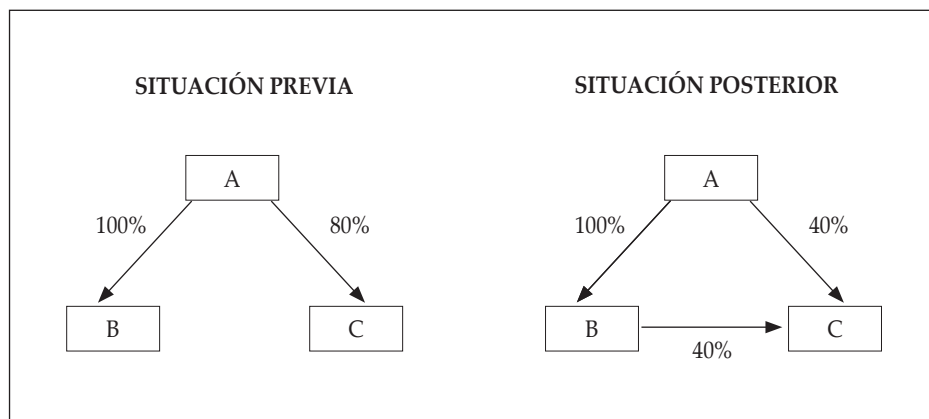 SITUACIÓN PREVIA
A
100%
80%
B
C
SITUACIÓN POSTERIOR
A
100%
40%
B
40%
C